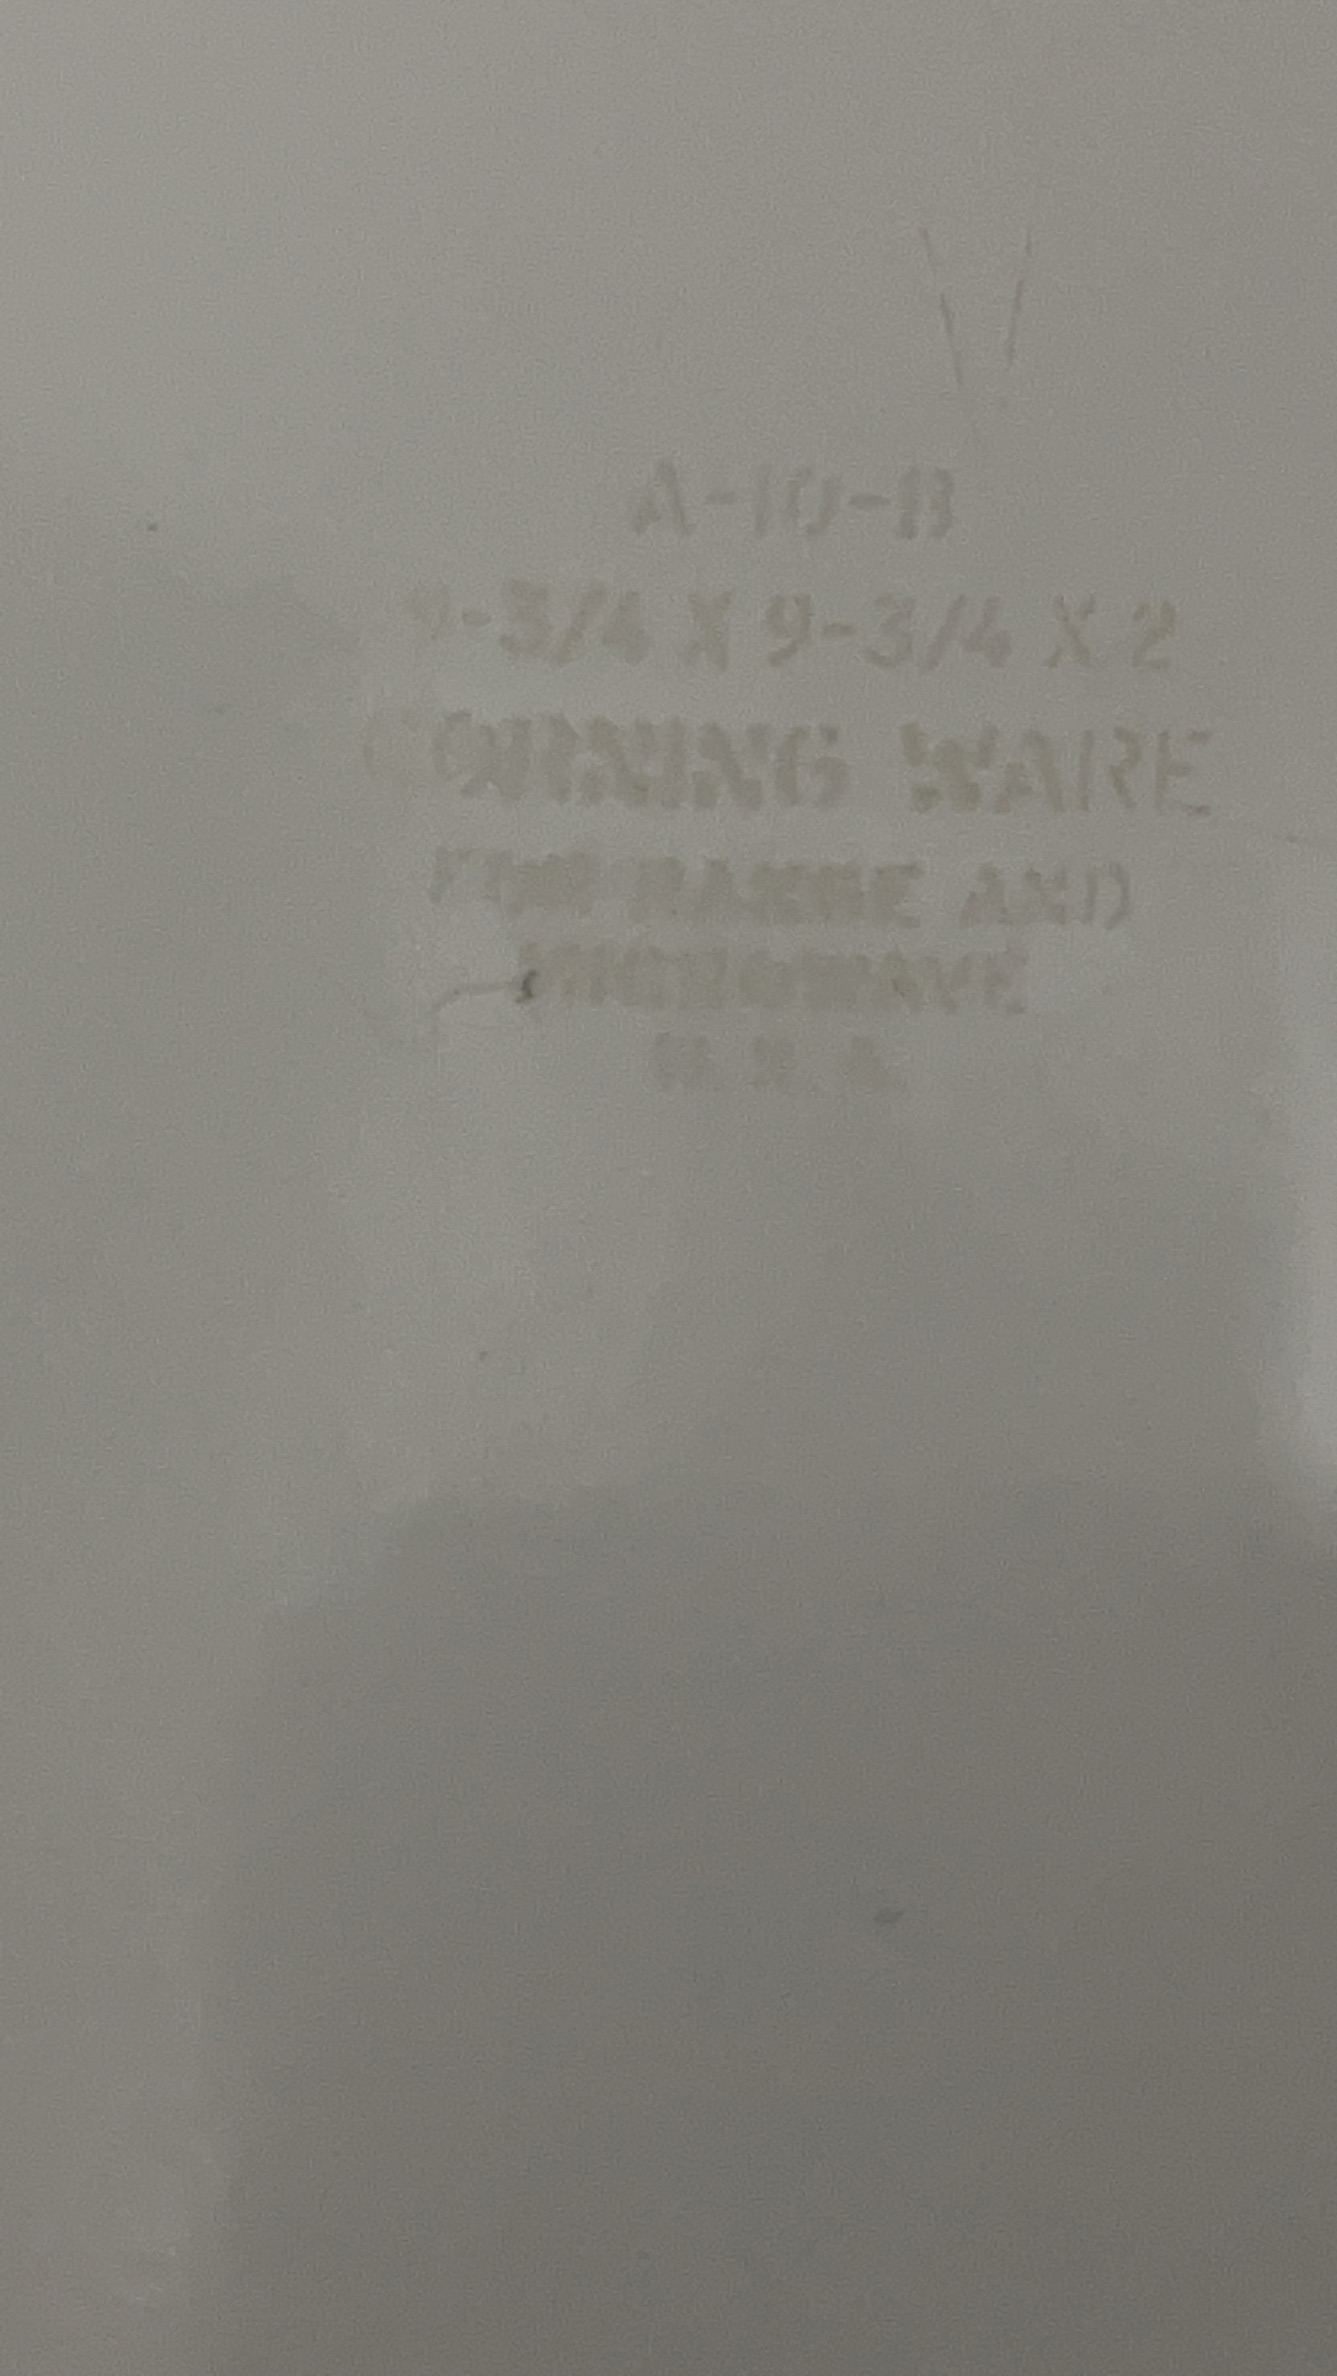 A-10-B
9-3/4 X 9-3/4 X 2
CORNING WARE
FOR RANGE AND
MICROWAVE